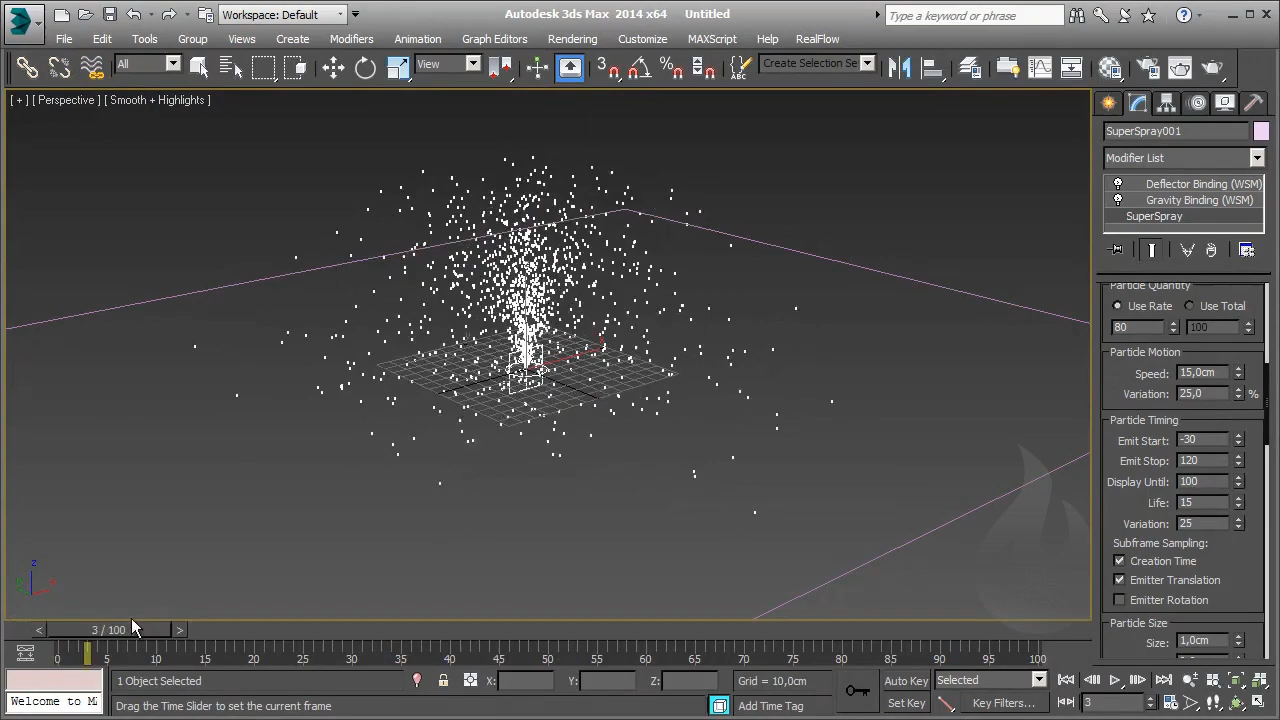 Workspace: Default
Autodesk 3ds Max 2014 x64
Untitled
Type a keyword or phrase
File
Edit
Tools
Group
Views
Create
Modifiers
Animation
Graph Editors
Rendering
Customize
MAXScript
Help
RealFlow
All
View
3
Create Selection Se
[ + ] [ Perspective ] [ Smooth + Highlights ]
SuperSpray001
Modifier List
Deflector Binding (WSM)
Gravity Binding (WSM)
SuperSpray
Particle Quantity
Use Rate
Use Total
80
100
Particle Motion
Speed: 15,0cm
Variation: 25,0 %
Particle Timing
Emit Start: -30
Emit Stop: 120
Display Until: 100
Life: 15
Variation: 25
Subframe Sampling:
Creation Time
Emitter Translation
Emitter Rotation
Particle Size
Size: 1,0cm
z
< 3 / 100 >
0 5 10 15 20 25 30 35 40 45 50 55 60 65 70 75 80 85 90 95 100
1 Object Selected
X:
Y:
Z:
Grid = 10,0cm
Auto Key
Selected
Welcome to M
Drag the Time Slider to set the current frame
Add Time Tag
Set Key
Key Filters...
3